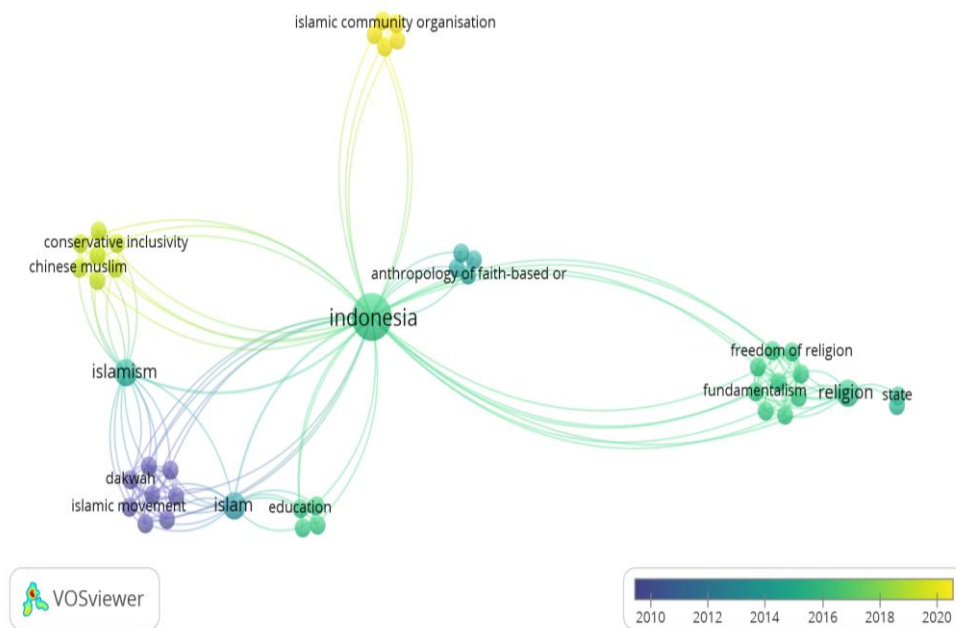 islamic community organisation
conservative inclusivity
chinese muslim
anthropology of faith-based or
indonesia
freedom of religion
islamism
fundamentalism
religion
state
dakwah
islamic movement
islam
education
VOSviewer
2010 2012 2014 2016 2018 2020